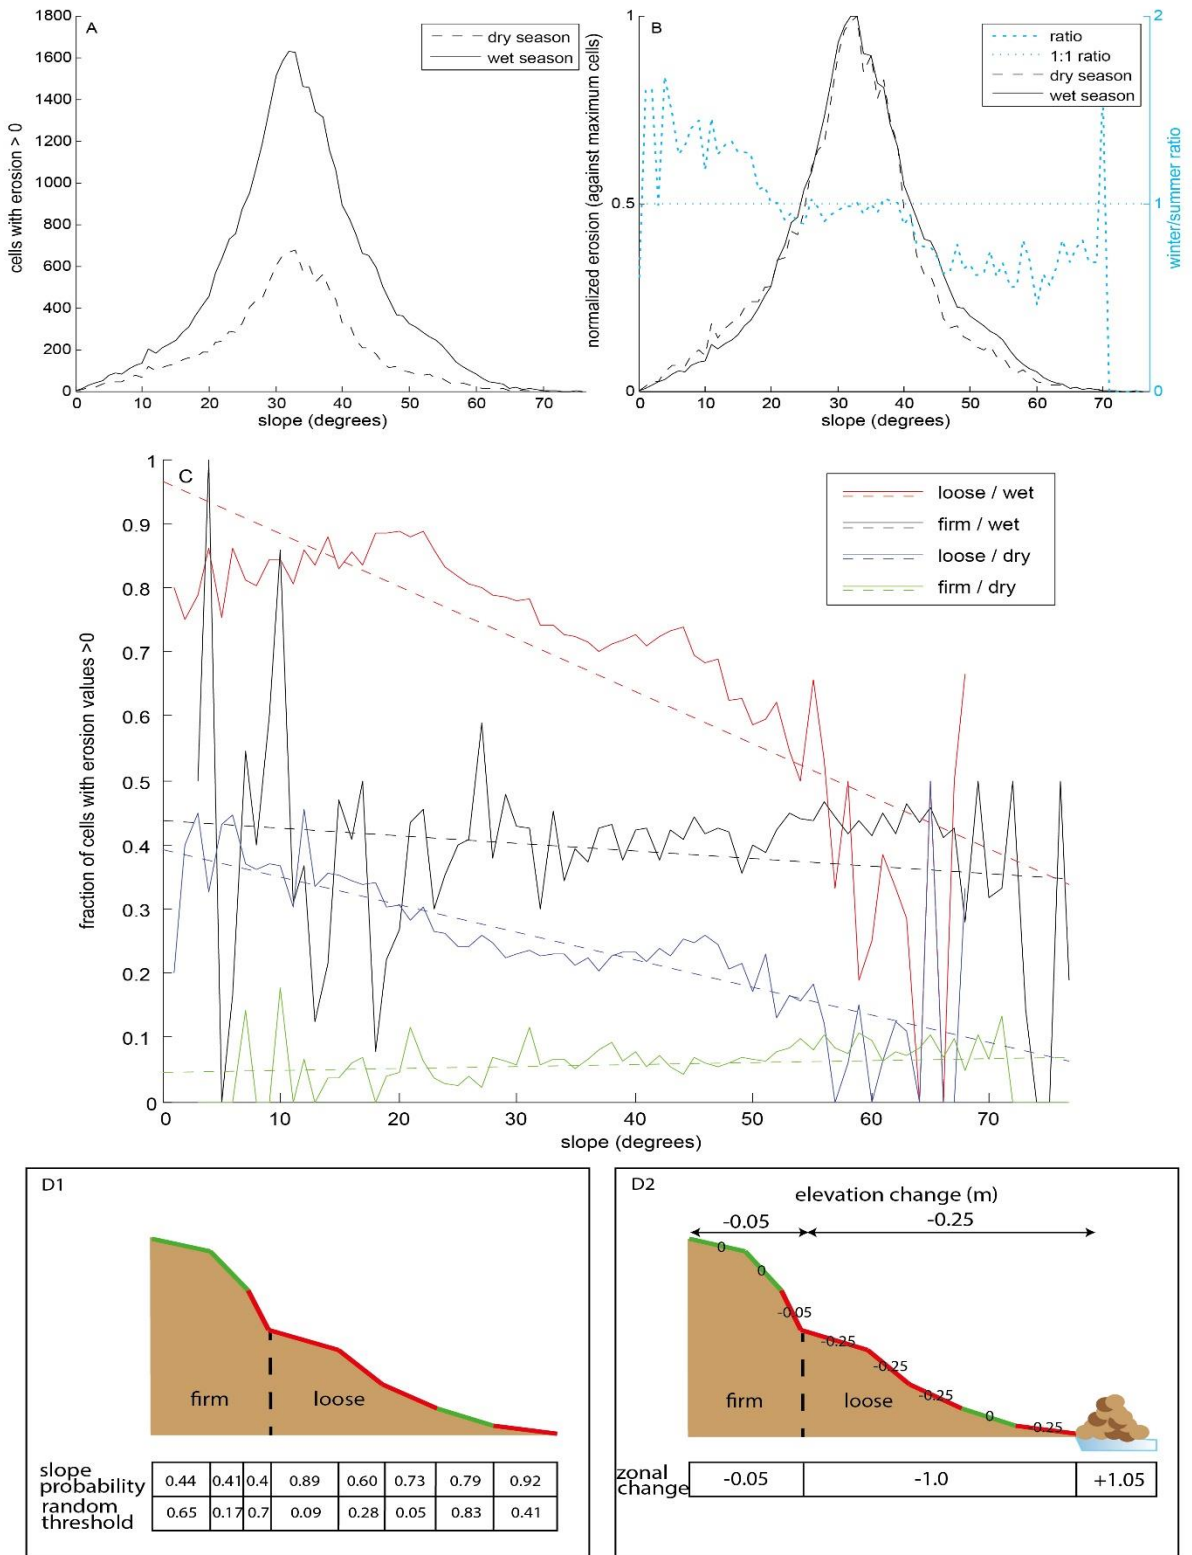 A
cells with erosion > 0
1800
1600
1400
1200
1000
800
600
400
200
0
0 10 20 30 40 50 60 70
slope (degrees)
dry season
wet season
B
normalized erosion (against maximum cells)
1
0.5
0
0 10 20 30 40 50 60 70
slope (degrees)
2
1
0
winter/summer ratio
ratio
1:1 ratio
dry season
wet season
C
fraction of cells with erosion values >0
1
0.9
0.8
0.7
0.6
0.5
0.4
0.3
0.2
0.1
0
0 10 20 30 40 50 60 70
slope (degrees)
loose / wet
firm / wet
loose / dry
firm / dry
D1
firm loose
slope probability 0.44 0.41 0.4 0.89 0.60 0.73 0.79 0.92
random threshold 0.65 0.17 0.7 0.09 0.28 0.05 0.83 0.41
D2
elevation change (m)
-0.05 -0.25
0
0
-0.05
-0.25
-0.25
-0.25
0
-0.25
firm loose
zonal change -0.05 -1.0 +1.05